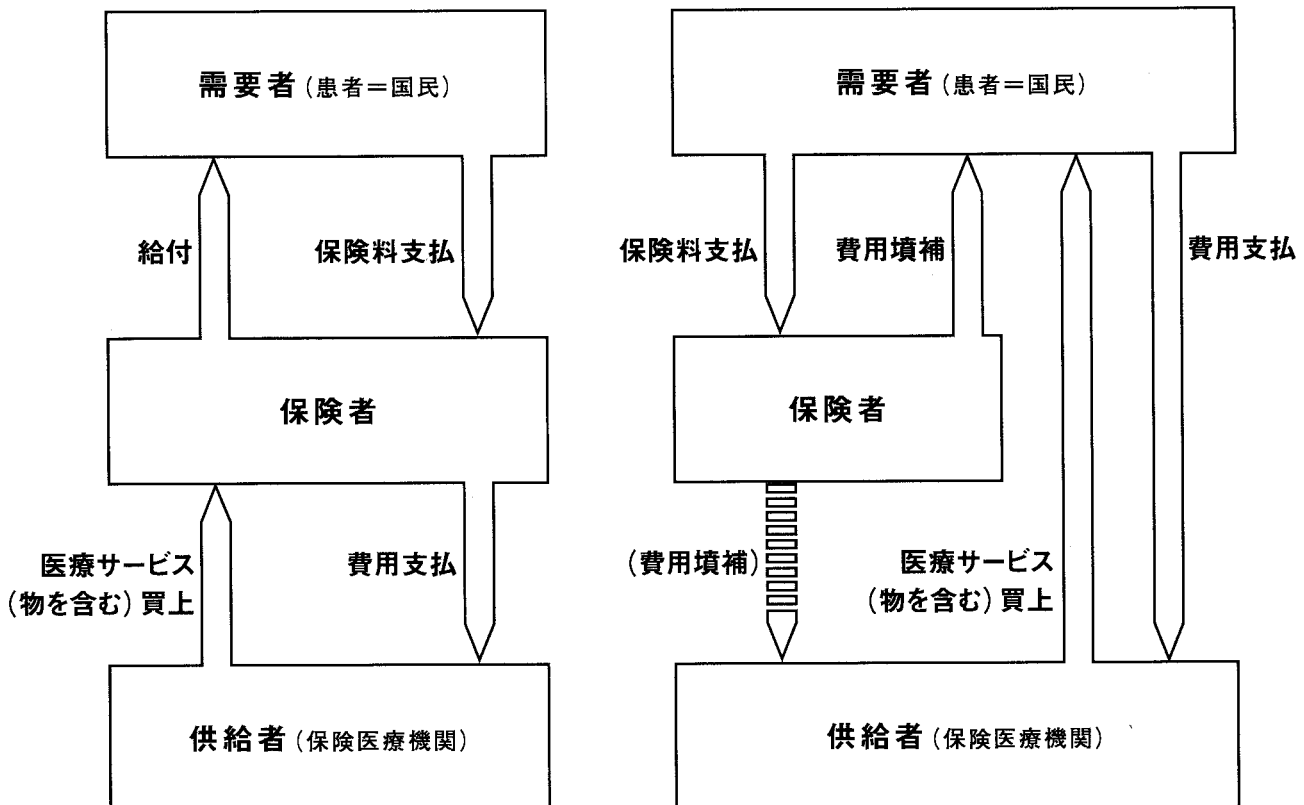 需要者(患者=国民)
給付
保険料支払
保険者
医療サービス
(物を含む)買上
費用支払
供給者(保険医療機関)
需要者(患者=国民)
保険料支払
費用墳補
費用支払
保険者
(費用墳補)
医療サービス
(物を含む)買上
供給者(保険医療機関)